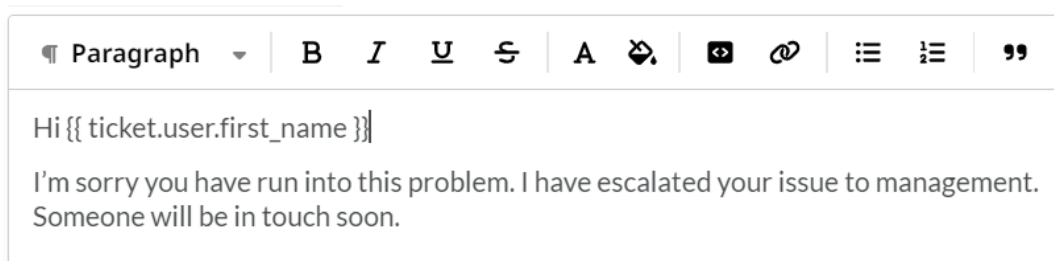 ¶ Paragraph B I U S A
Hi {{ ticket.user.first_name }}
I’m sorry you have run into this problem. I have escalated your issue to management.
Someone will be in touch soon.